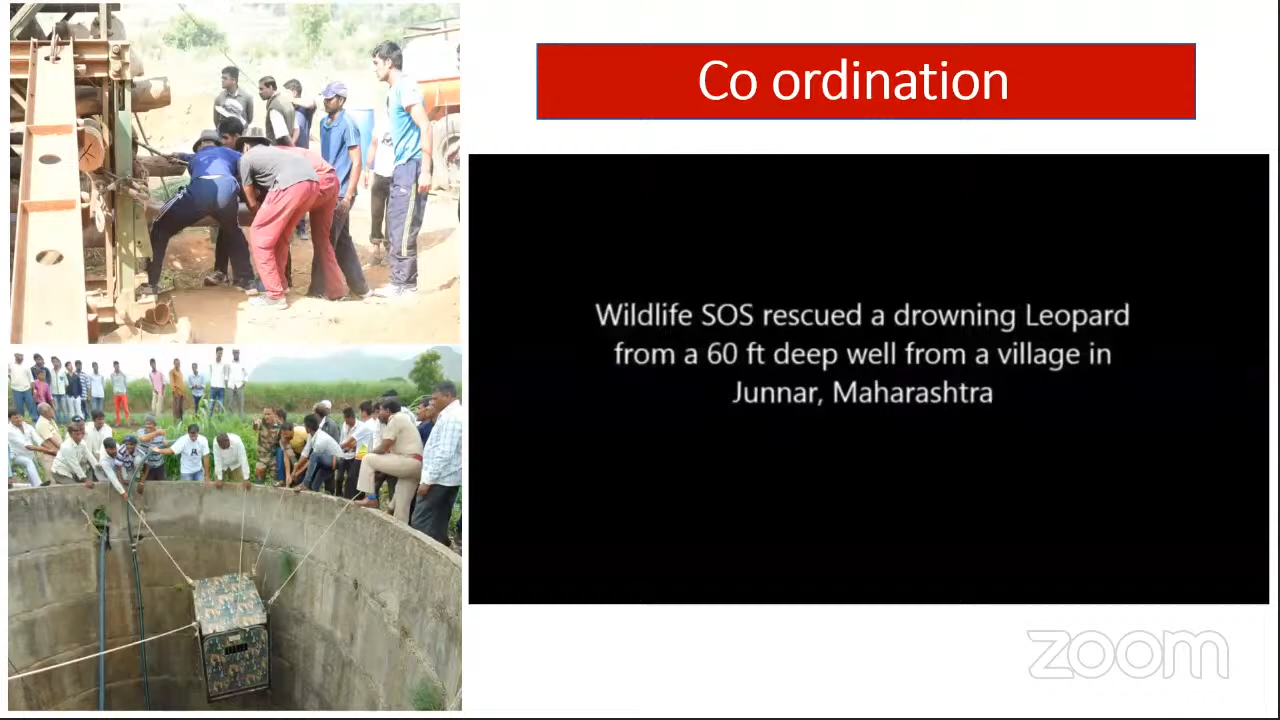 Co ordination
Wildlife SOS rescued a drowning Leopard
from a 60 ft deep well from a village in
Junnar, Maharashtra
zoom